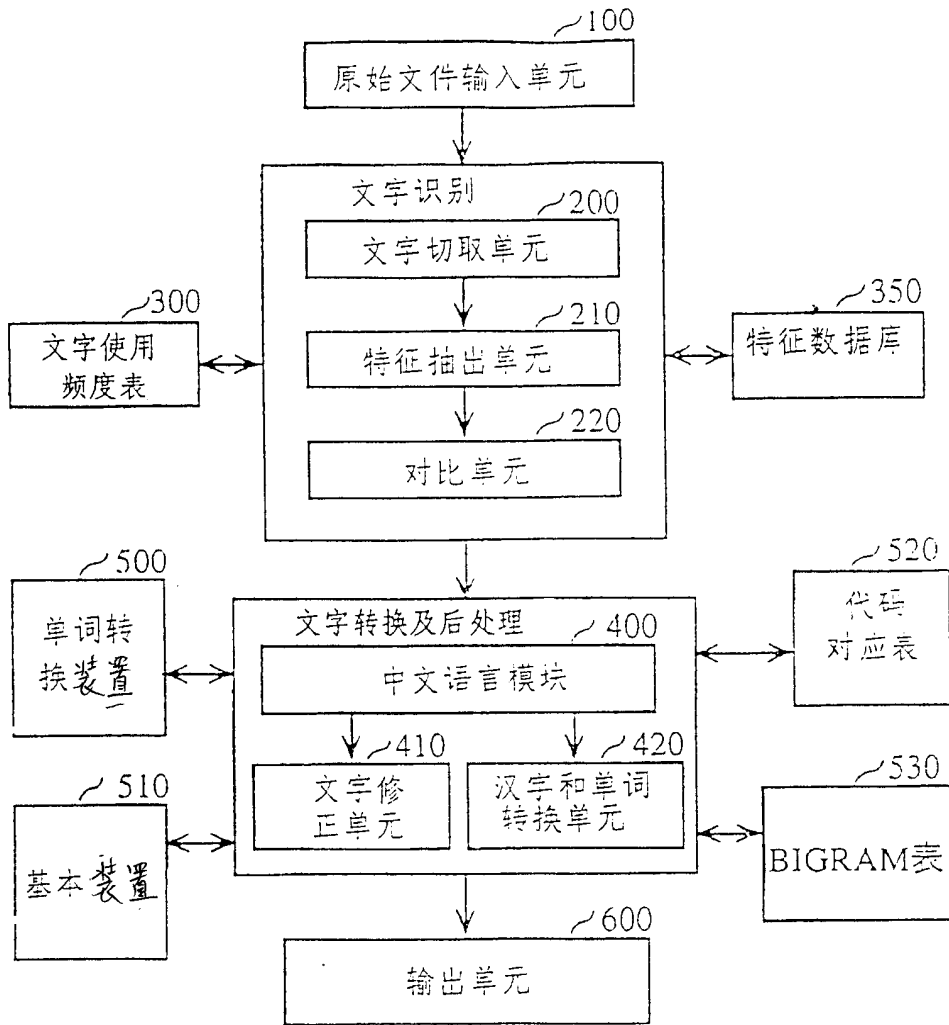 100
原始文件输入单元
文字识别
200
文字切取单元
300
文字使用
频度表
210
特征抽出单元
350
特征数据库
220
对比单元
500
单词转
换装置
文字转换及后处理
400
中文语言模块
520
代码
对应表
410
文字修
正单元
420
汉字和单词
转换单元
510
基本装置
530
BIGRAM表
600
输出单元